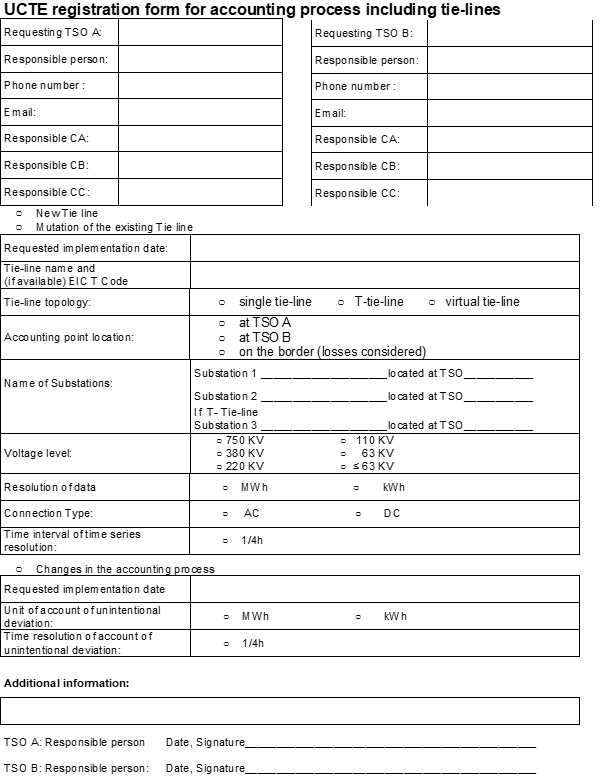 UCTE registration form for accounting process including tie-lines
Requesting TSO A: Requesting TSO B:
Responsible person: Responsible person:
Phone number : Phone number :
Email: Email:
Responsible CA: Responsible CA:
Responsible CB: Responsible CB:
Responsible CC: Responsible CC:
New Tie line
Mutation of the existing Tie line
Requested implementation date:
Tie-line name and
(if available) EIC T Code
Tie-line topology: single tie-line T-tie-line virtual tie-line
Accounting point location:
at TSO A
at TSO B
on the border (losses considered)
Name of Substations:
Substation 1 ____________________located at TSO___________
Substation 2 ____________________located at TSO___________
If T- Tie-line
Substation 3 ____________________located at TSO___________
Voltage level:
750 KV 110 KV
380 KV 63 KV
220 KV ≤ 63 KV
Resolution of data MWh kWh
Connection Type: AC DC
Time interval of time series
resolution: 1/4h
Changes in the accounting process
Requested implementation date
Unit of account of unintentional
deviation: MWh kWh
Time resolution of account of
unintentional deviation: 1/4h
Additional information:
TSO A: Responsible person Date, Signature______________________________________________
TSO B: Responsible person: Date, Signature______________________________________________